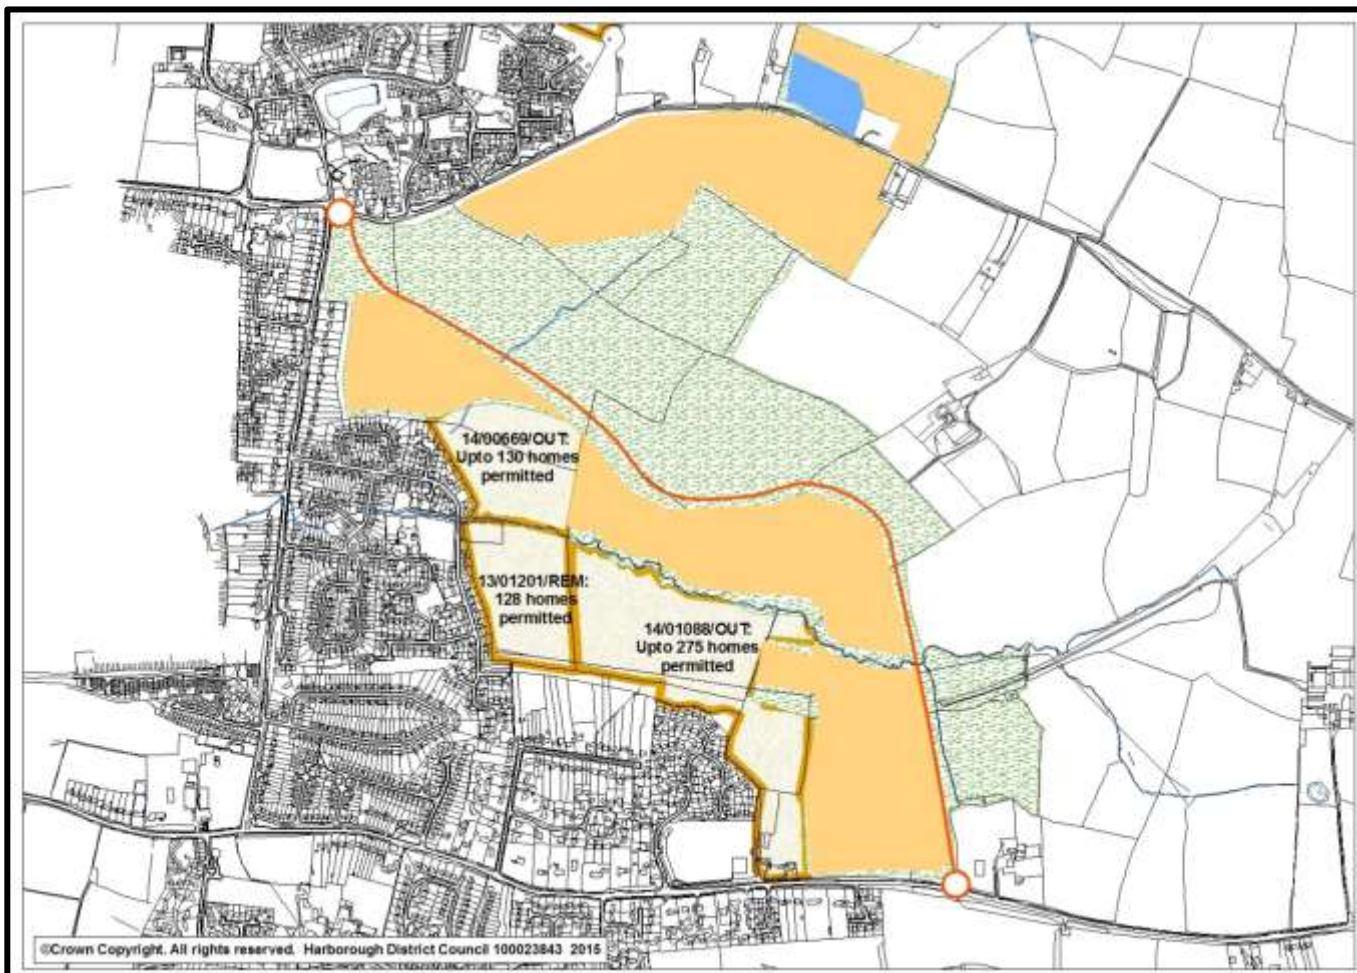 14/00669/OUT:
Upto 130 homes
permitted
13/01201/REM:
128 homes
permitted
14/01088/OUT:
Upto 275 homes
permitted
©Crown Copyright. All rights reserved. Harborough District Council 100023843 2015